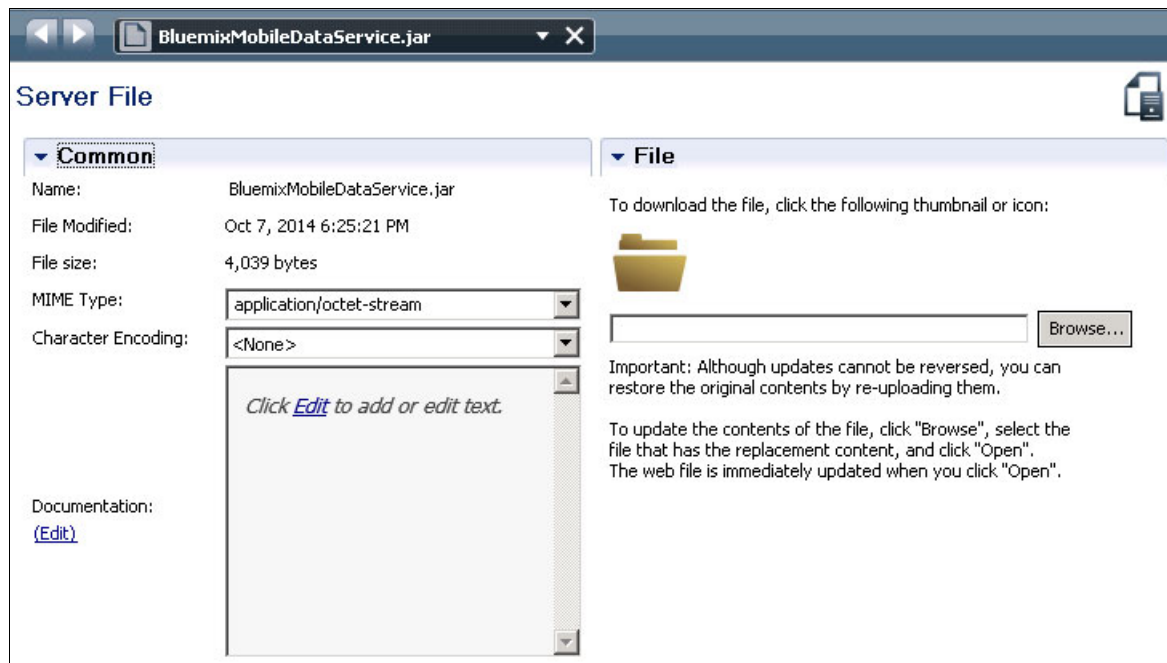 BluemixMobileDataService.jar
Server File
Common
Name: BluemixMobileDataService.jar
File Modified: Oct 7, 2014 6:25:21 PM
File size: 4,039 bytes
MIME Type: application/octet-stream
Character Encoding: <None>
Click Edit to add or edit text.
Documentation:
(Edit)
File
To download the file, click the following thumbnail or icon:
Browse...
Important: Although updates cannot be reversed, you can
restore the original contents by re-uploading them.
To update the contents of the file, click "Browse", select the
file that has the replacement content, and click "Open".
The web file is immediately updated when you click "Open".